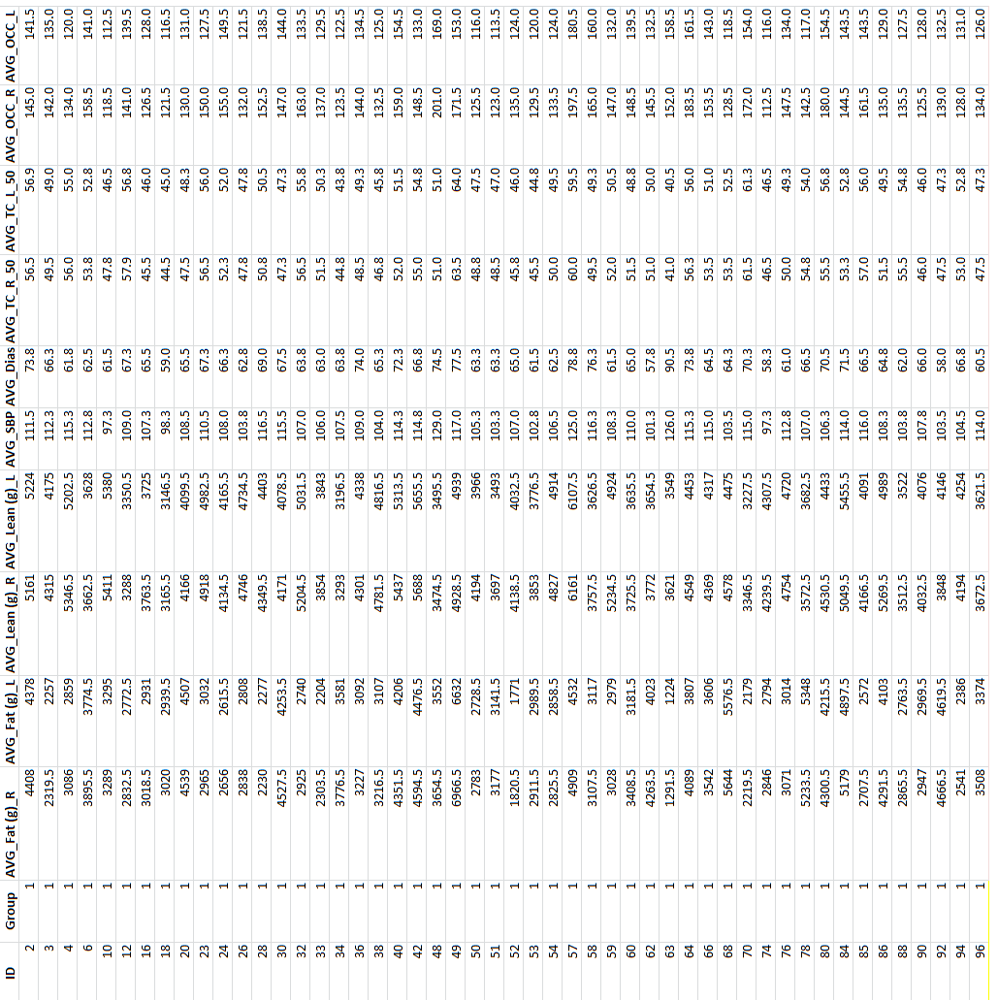 ID Group AVG_Fat (g)_R AVG_Fat (g)_L AVG_Lean (g)_R AVG_Lean (g)_L AVG_SBP AVG_Dias AVG_TC_R_50 AVG_TC_L_50 AVG_OCC_R AVG_OCC_L
2 1 4408 4378 5161 5224 111.5 73.8 56.5 56.9 145.0 141.5
3 1 2319.5 2257 4315 4175 112.3 66.3 49.5 49.0 142.0 135.0
4 1 3086 2859 5346.5 5202.5 115.3 61.8 56.0 55.0 134.0 120.0
6 1 3895.5 3774.5 3662.5 3628 112.8 62.5 53.8 52.8 158.5 141.0
10 1 3289 3295 5411 5380 97.3 61.5 47.8 46.5 118.5 112.5
12 1 2832.5 2772.5 3288 3350.5 109.0 67.3 57.9 56.8 141.0 139.5
16 1 3018.5 2931 3763.5 3725 107.3 65.5 45.5 46.0 126.5 128.0
18 1 3020 2939.5 3165.5 3146.5 98.3 59.0 44.5 45.0 121.5 116.5
20 1 4539 4507 4166 4099.5 108.5 65.5 47.5 48.3 130.0 131.0
23 1 2965 3032 4918 4982.5 110.5 67.3 56.5 56.0 150.0 127.5
24 1 2656 2615.5 4134.5 4165.5 108.0 66.3 52.3 52.0 155.0 149.5
26 1 2838 2808 4746 4734.5 103.8 62.8 47.8 47.8 132.0 121.5
28 1 2230 2277 4349.5 4403 116.5 69.0 50.8 50.5 152.5 138.5
30 1 4527.5 4253.5 4171 4078.5 115.5 67.5 47.3 47.3 147.0 144.0
32 1 2925 2740 5204.5 5031.5 107.0 63.8 56.5 55.8 163.0 133.5
33 1 2303.5 2204 3854 3843 106.0 63.0 51.5 50.3 137.0 129.5
34 1 3776.5 3581 3293 3196.5 107.5 63.8 44.8 43.8 123.5 122.5
36 1 3227 3092 4301 4338 109.0 74.0 48.5 49.3 144.0 134.5
38 1 3216.5 3107 4781.5 4816.5 104.0 65.3 46.8 45.8 132.5 125.0
40 1 4351.5 4206 5437 5313.5 114.3 72.3 52.0 51.5 159.0 154.5
42 1 4594.5 4476.5 5688 5655.5 114.8 66.8 55.0 54.8 148.5 133.0
48 1 3654.5 3552 3474.5 3495.5 129.0 74.5 51.0 51.0 201.0 169.0
49 1 6966.5 6632 4928.5 4939 117.0 77.5 63.5 64.0 171.5 154.0
50 1 2783 2728.5 4194 3966 105.3 63.3 48.8 47.5 125.5 116.5
51 1 3177 3141.5 3697 3493 103.3 63.3 48.5 47.0 123.0 113.5
52 1 1820.5 1771 4138.5 4032.5 107.0 65.0 45.8 46.0 135.0 124.0
53 1 2911.5 2989.5 3853 3776.5 102.8 61.5 45.5 44.8 129.5 120.0
54 1 2825.5 2858.5 4827 4914 106.5 62.5 50.0 49.5 133.5 124.0
57 1 4909 4532 6161 6107.5 125.0 78.8 60.0 59.5 197.5 180.5
58 1 3107.5 3117 3757.5 3626.5 116.3 76.3 49.5 49.3 165.0 160.0
59 1 3028 2979 5234.5 4924 108.3 61.5 52.0 50.5 147.0 132.0
60 1 3408.5 3181.5 3725.5 3635.5 110.0 65.0 51.5 48.8 148.5 139.5
62 1 4263.5 4023 3772 3654.5 101.3 57.8 51.0 50.0 145.5 132.5
63 1 1291.5 1224 3621 3549 126.0 90.5 41.0 40.5 152.0 158.5
64 1 4089 3807 4549 4453 115.3 73.8 56.3 56.0 183.5 161.5
66 1 3542 3606 4369 4317 115.0 64.5 53.5 51.0 153.5 143.0
68 1 5644 5576.5 4578 4475 103.5 64.3 53.5 52.5 128.5 118.5
70 1 2219.5 2179 3346.5 3227.5 115.0 70.3 61.5 61.3 172.0 154.0
74 1 2846 2794 4239.5 4307.5 97.3 58.3 46.5 46.5 112.5 116.0
76 1 3071 3014 4754 4720 112.8 61.0 50.0 49.3 147.5 134.0
78 1 5233.5 5348 3572.5 3682.5 107.0 66.5 54.8 54.0 142.5 117.0
80 1 4300.5 4215.5 4530.5 4433 106.3 70.5 55.5 56.8 180.0 154.5
84 1 5179 4897.5 5049.5 5455.5 114.0 71.5 53.3 52.8 144.5 143.5
85 1 2707.5 2572 4166.5 4091 116.0 66.5 57.0 56.0 161.5 143.5
86 1 4291.5 4103 5269.5 4989 108.3 64.8 51.5 49.5 135.0 129.0
88 1 2865.5 2763.5 3512.5 3522 103.8 62.0 55.5 54.8 135.5 127.5
90 1 2947 2969.5 4032.5 4076 107.8 66.0 46.0 46.0 125.5 128.0
92 1 4666.5 4619.5 3848 4146 103.5 58.0 47.5 47.3 139.0 132.5
94 1 2541 2386 4194 4254 104.5 66.8 53.0 52.8 128.0 131.0
96 1 3508 3374 3672.5 3621.5 114.0 60.5 47.5 47.3 134.0 126.0